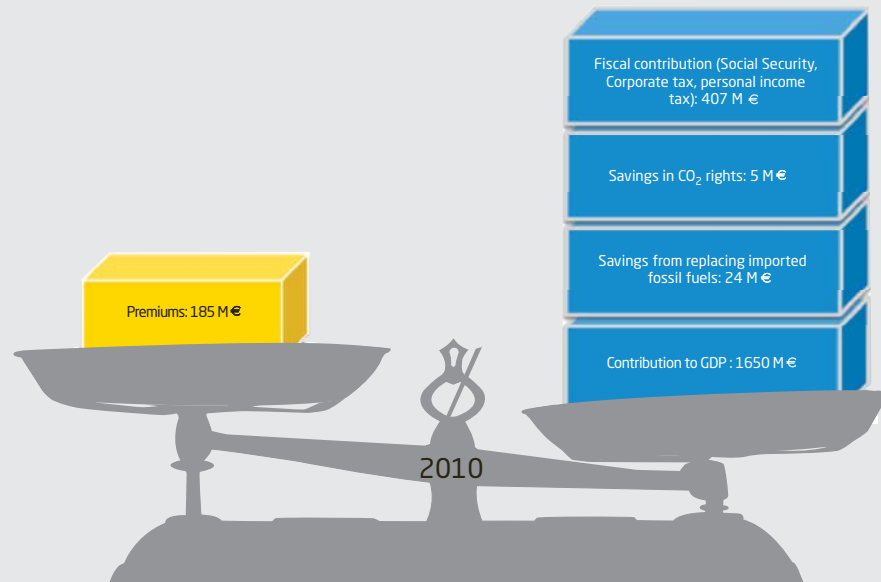 Fiscal contribution (Social Security,
Corporate tax, personal income
tax): 407 M €
Savings in CO₂ rights: 5 M €
Savings from replacing imported
fossil fuels: 24 M €
Premiums: 185 M €
Contribution to GDP : 1650 M €
2010